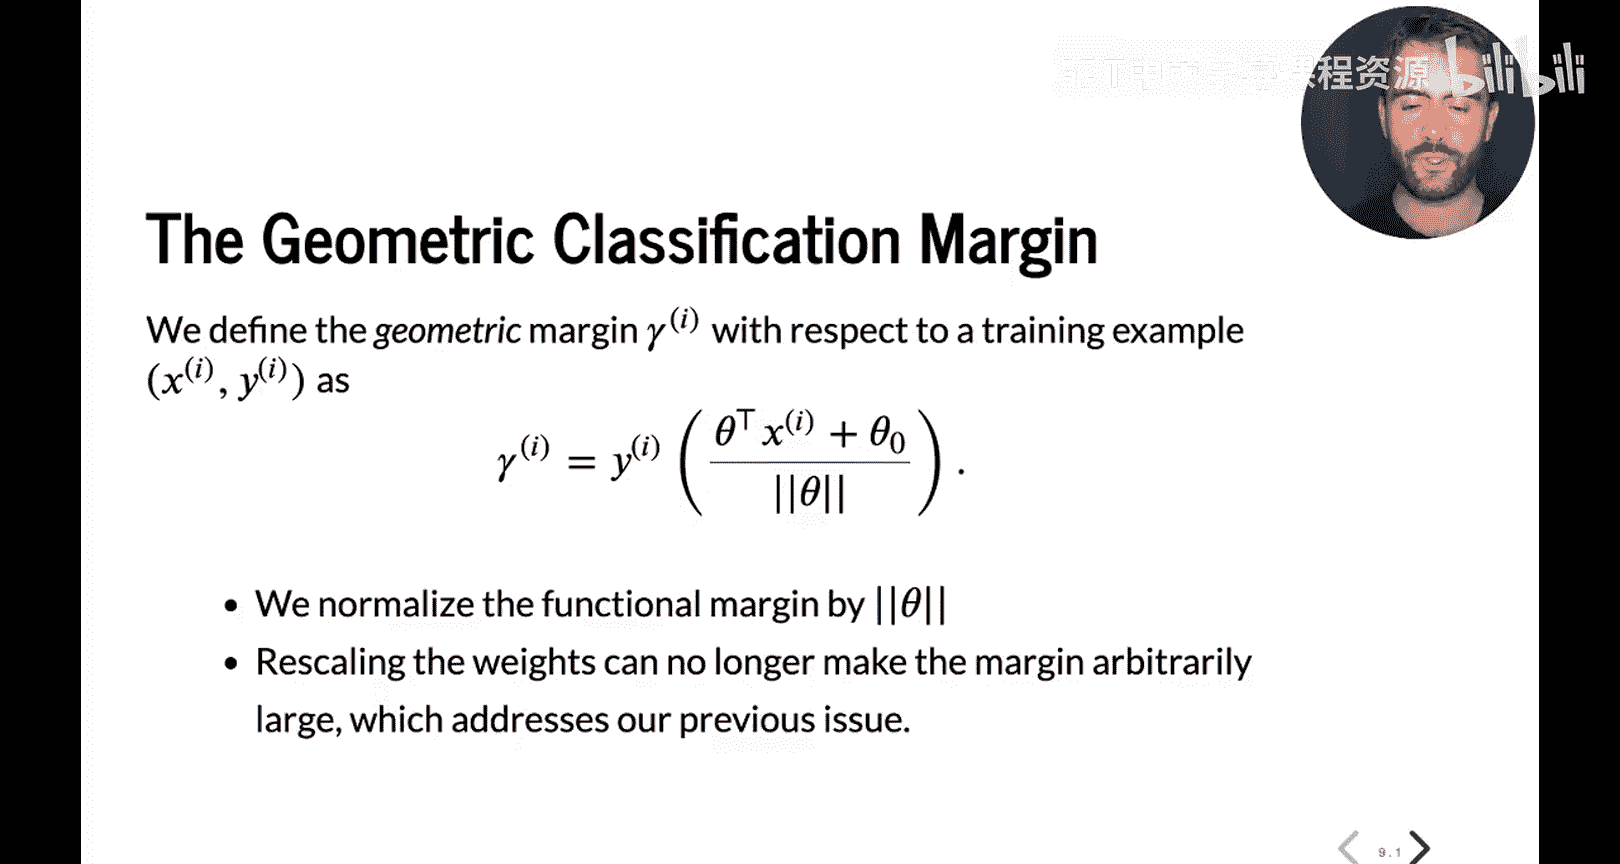 程资源 bilibili
The Geometric Classification Margin
We define the geometric margin γ^(i) with respect to a training example
(x^(i), y^(i)) as
γ^(i) = y^(i) ( (θ^⊤ x^(i) + θ_0) / ||θ|| ) .
• We normalize the functional margin by ||θ||
• Rescaling the weights can no longer make the margin arbitrarily
large, which addresses our previous issue.
9.1